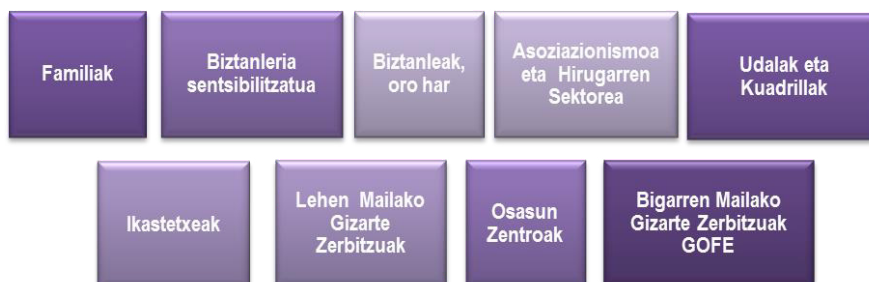 Familiak
Biztanleria
sentsibilitzatua
Biztanleak,
oro har
Asoziazionismoa
eta Hirugarren
Sektorea
Udalak eta
Kuadrillak
Ikastetxeak
Lehen Mailako
Gizarte
Zerbitzuak
Osasun
Zentroak
Bigarren Mailako
Gizarte Zerbitzuak
GOFE